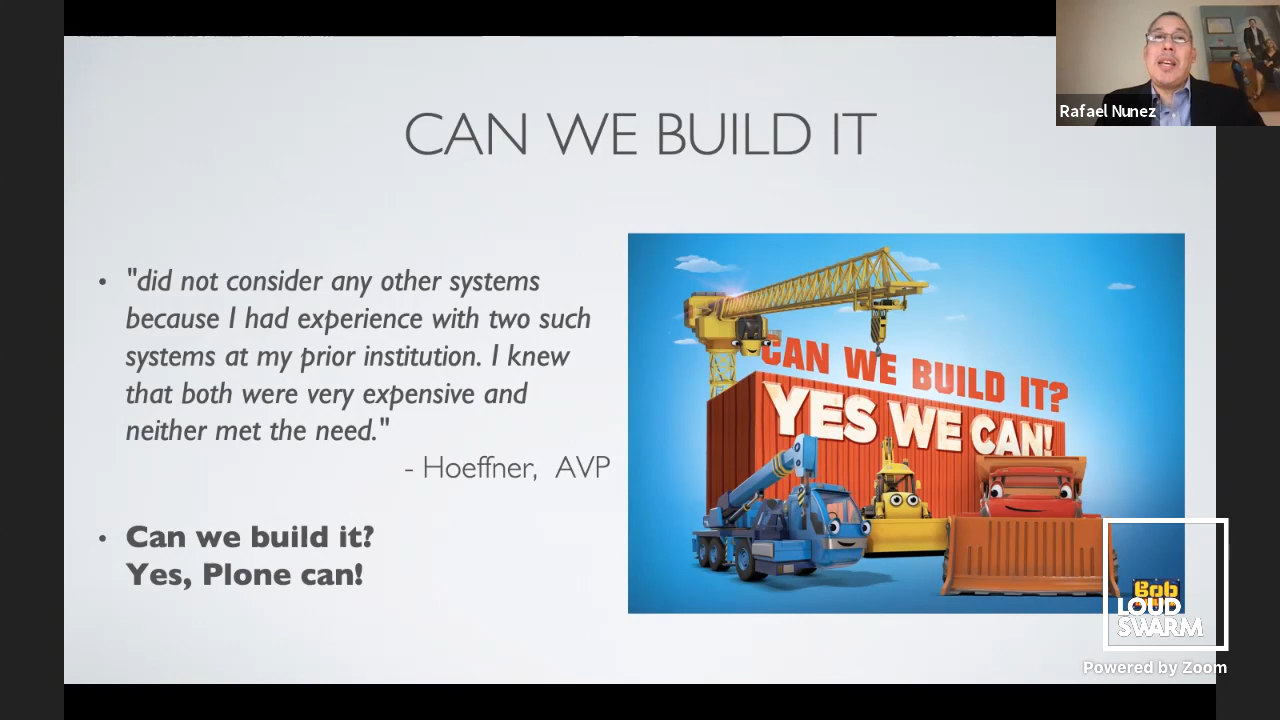 Rafael Nunez
CAN WE BUILD IT
• "did not consider any other systems
because I had experience with two such
systems at my prior institution. I knew
that both were very expensive and
neither met the need."
- Hoeffner, AVP
• Can we build it?
Yes, Plone can!
CAN WE BUILD IT?
YES WE CAN!
Bob
LOUD
SWARM
Powered by Zoom